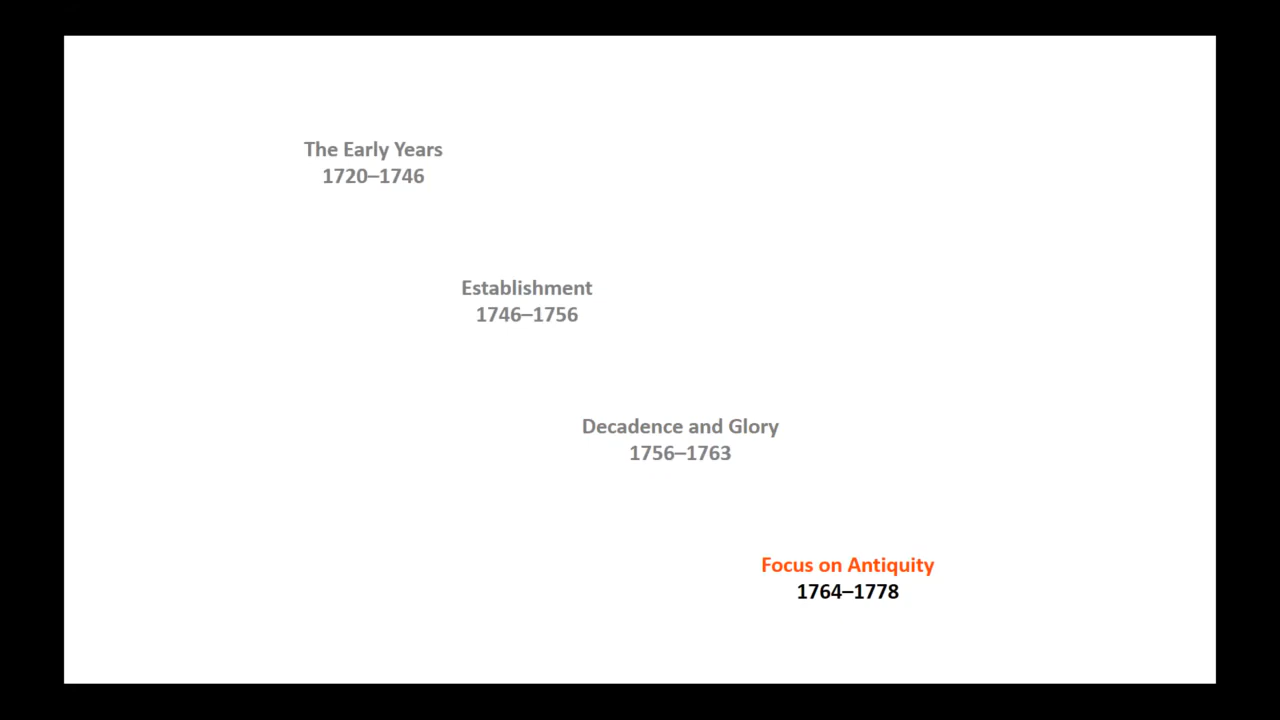 The Early Years
1720–1746
Establishment
1746–1756
Decadence and Glory
1756–1763
Focus on Antiquity
1764–1778